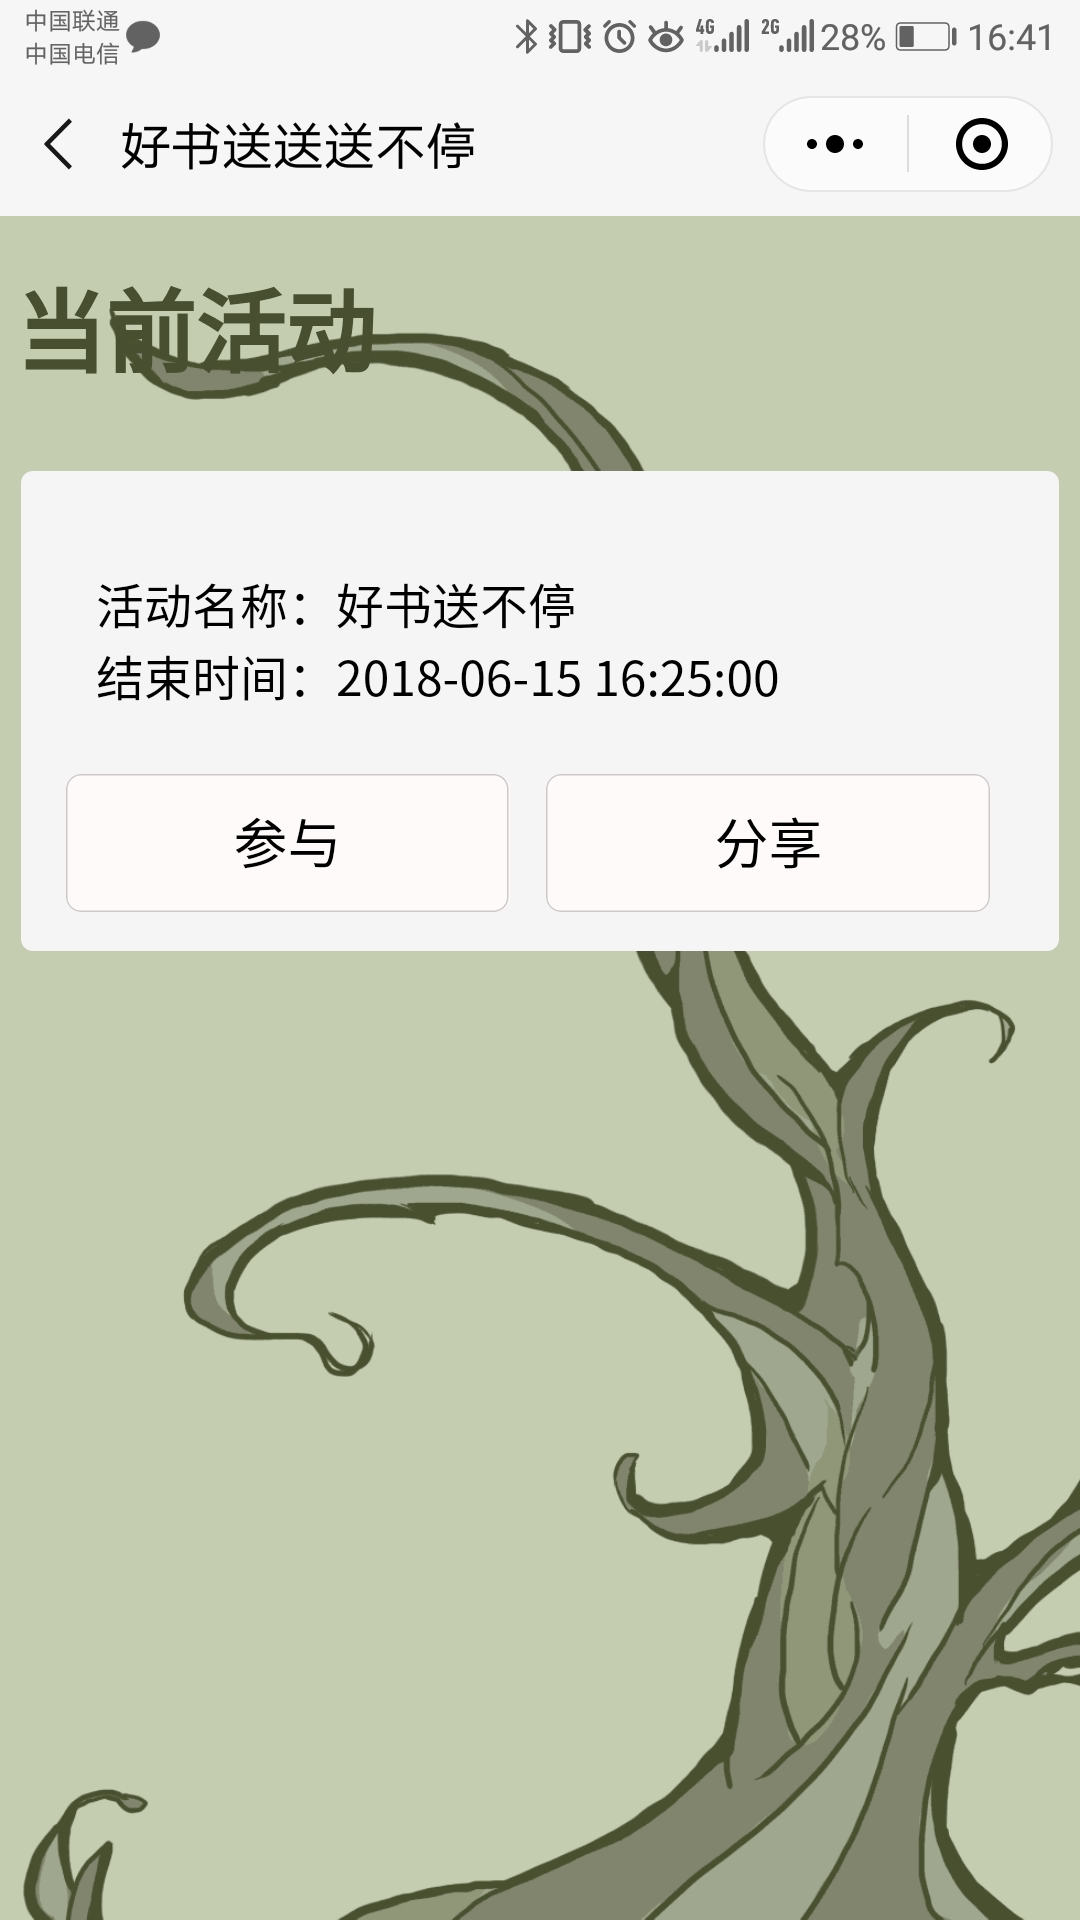 中国联通
中国电信
4G 2G 28% 16:41
好书送送送不停
当前活动
活动名称：好书送不停
结束时间：2018-06-15 16:25:00
参与 分享